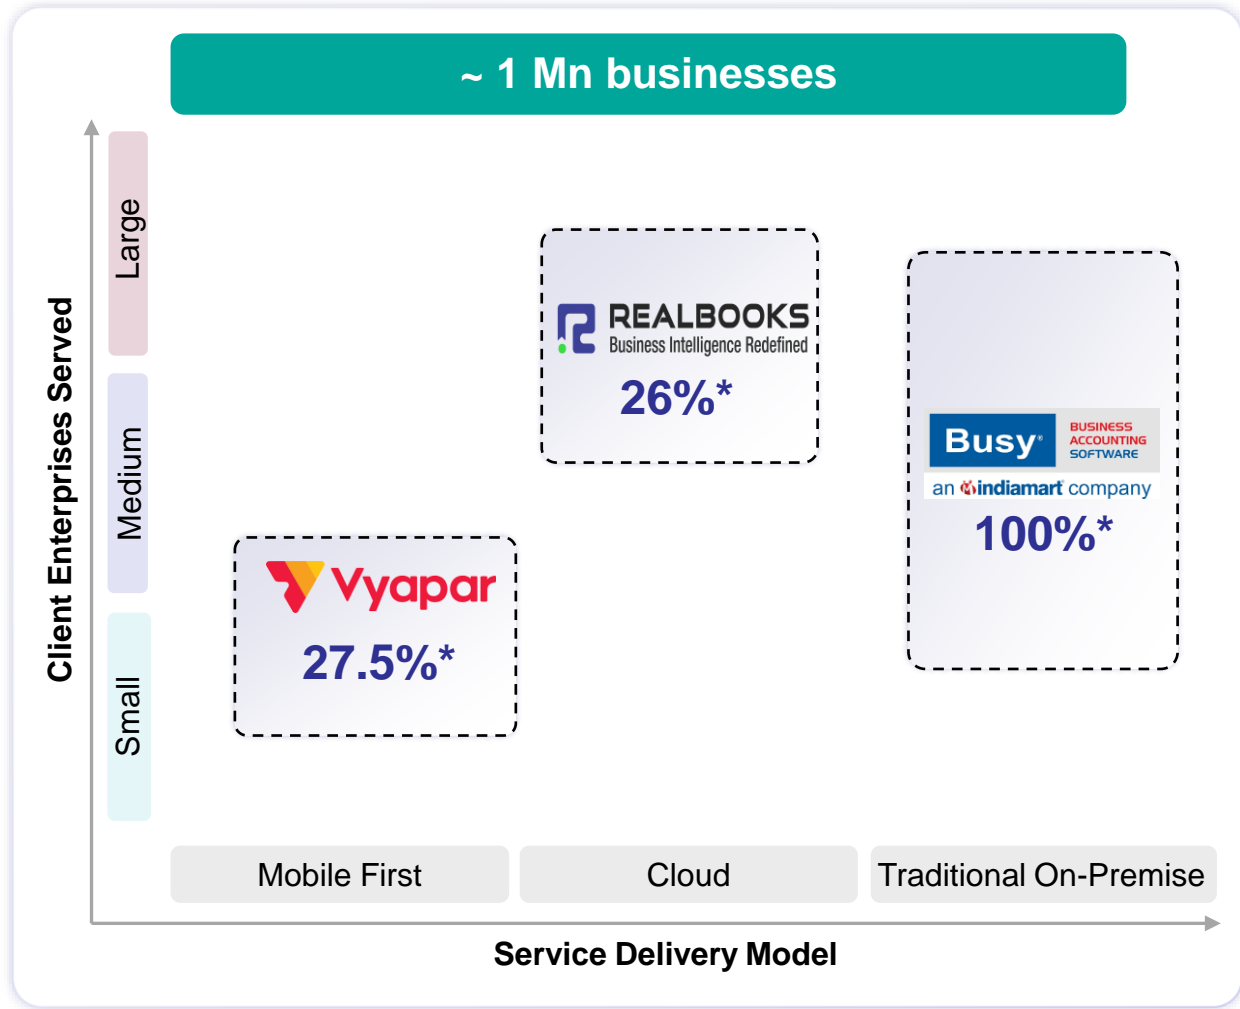 ~ 1 Mn businesses
Client Enterprises Served
Large
Medium
Small
REALBOOKS
Business Intelligence Redefined
26%*
Busy®
BUSINESS
ACCOUNTING
SOFTWARE
an indiamart company
100%*
Vyapar
27.5%*
Mobile First
Cloud
Traditional On-Premise
Service Delivery Model